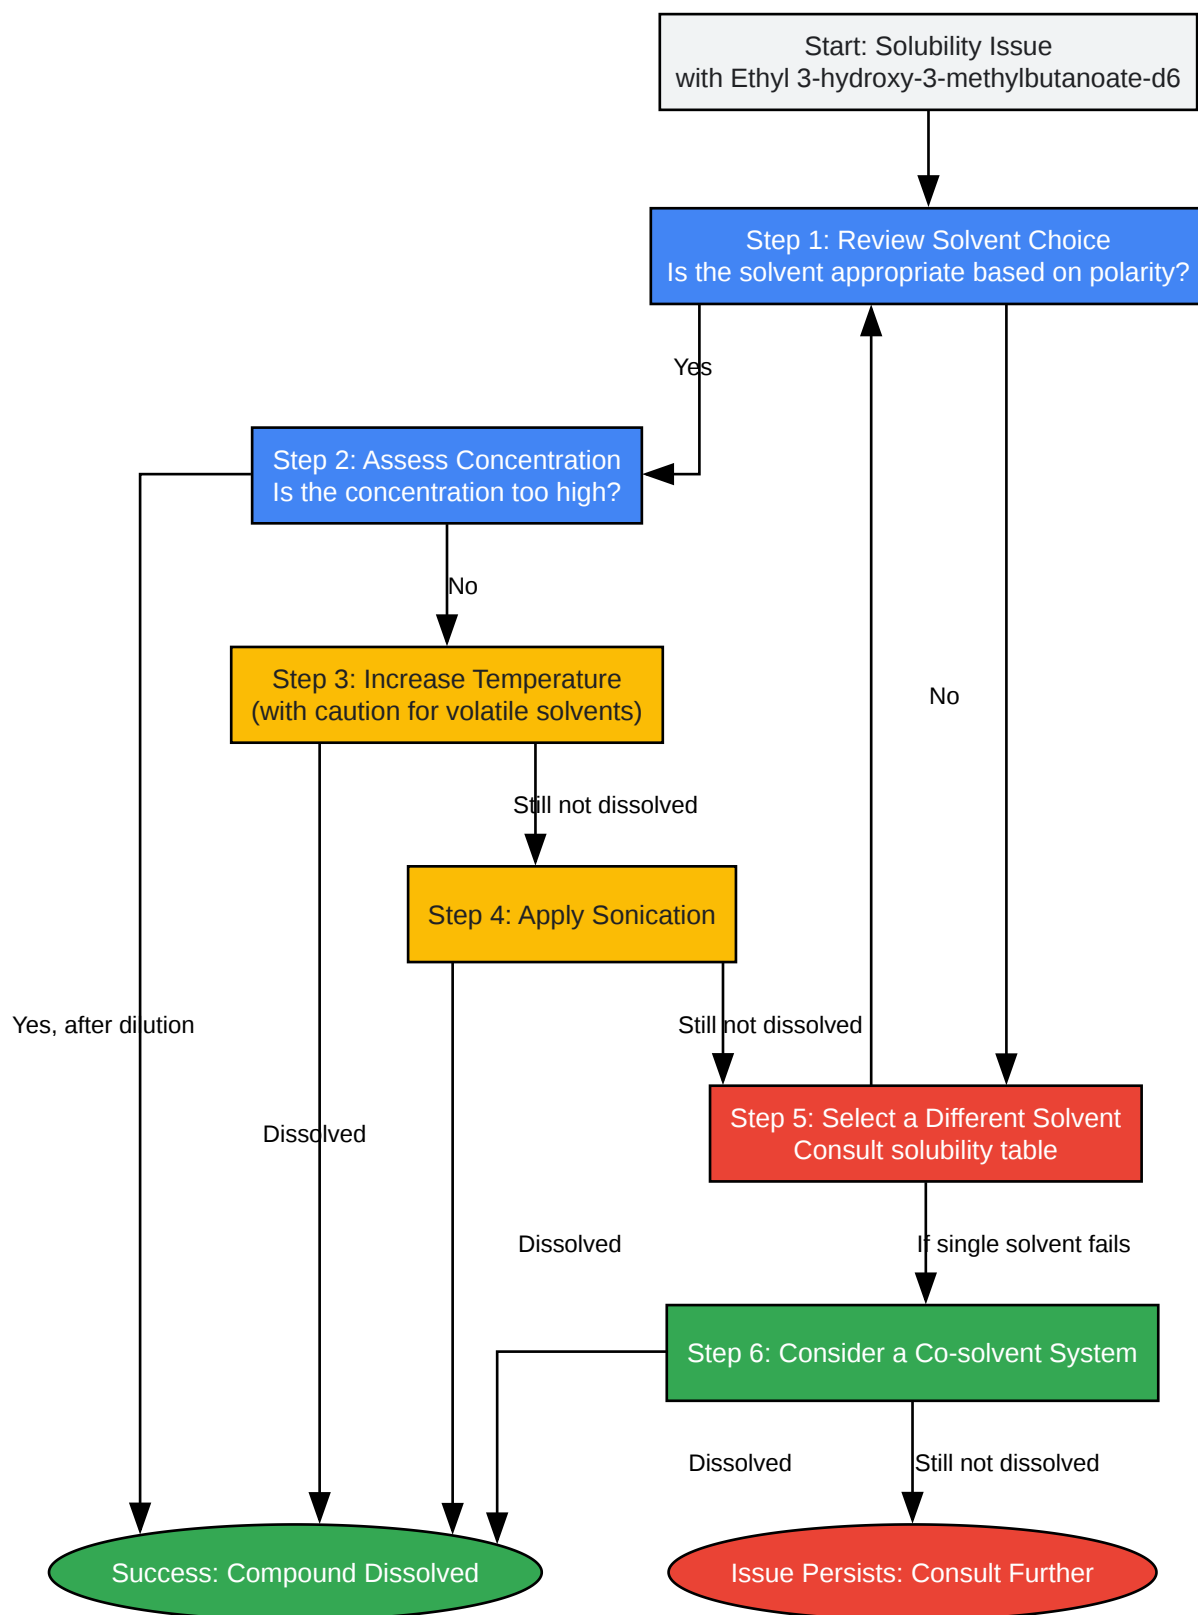 Start: Solubility Issue
with Ethyl 3-hydroxy-3-methylbutanoate-d6
Step 1: Review Solvent Choice
Is the solvent appropriate based on polarity?
Yes
Step 2: Assess Concentration
Is the concentration too high?
No
Step 3: Increase Temperature
(with caution for volatile solvents)
No
Still not dissolved
Step 4: Apply Sonication
Yes, after dilution
Still not dissolved
Step 5: Select a Different Solvent
Consult solubility table
Dissolved
Dissolved
If single solvent fails
Step 6: Consider a Co-solvent System
Dissolved
Still not dissolved
Success: Compound Dissolved
Issue Persists: Consult Further